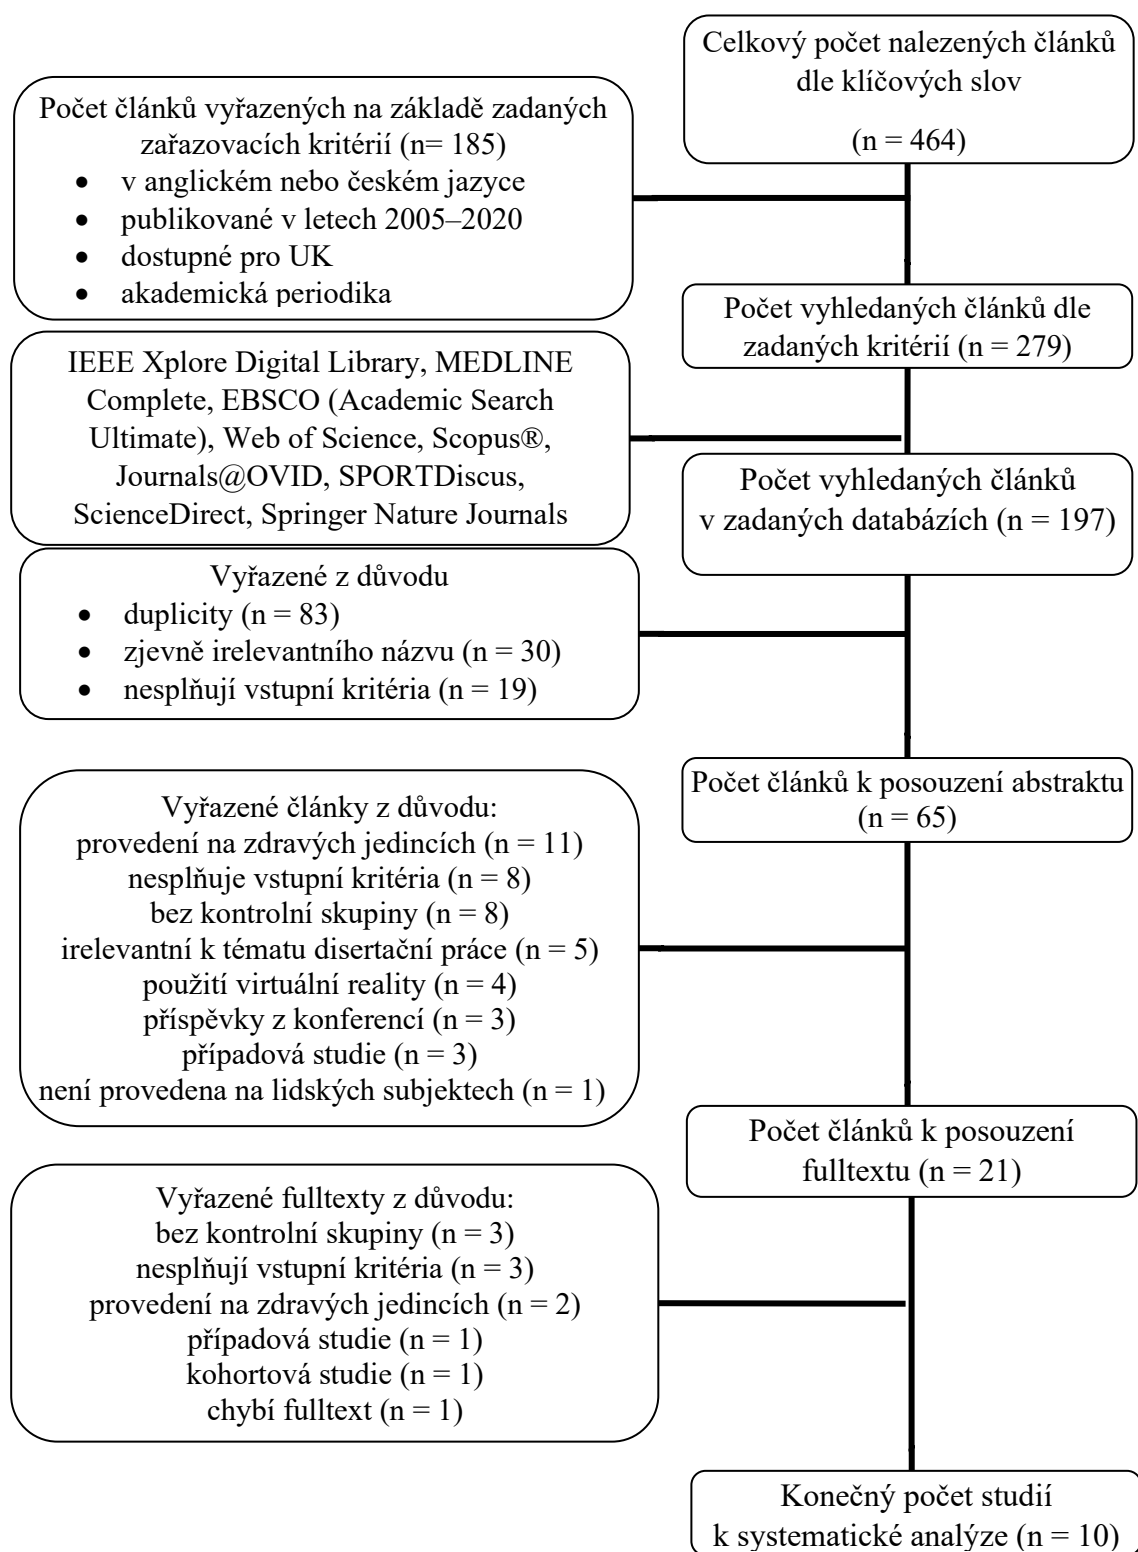 Celkový počet nalezených článků
dle klíčových slov
(n = 464)
Počet článků vyřazených na základě zadaných
zařazovacích kritérií (n= 185)
• v anglickém nebo českém jazyce
• publikované v letech 2005–2020
• dostupné pro UK
• akademická periodika
Počet vyhledaných článků dle
zadaných kritérií (n = 279)
IEEE Xplore Digital Library, MEDLINE
Complete, EBSCO (Academic Search
Ultimate), Web of Science, Scopus®,
Journals@OVID, SPORTDiscus,
ScienceDirect, Springer Nature Journals
Počet vyhledaných článků
v zadaných databázích (n = 197)
Vyřazené z důvodu
• duplicity (n = 83)
• zjevně irelevantního názvu (n = 30)
• nesplňují vstupní kritéria (n = 19)
Počet článků k posouzení abstraktu
(n = 65)
Vyřazené články z důvodu:
provedení na zdravých jedincích (n = 11)
nesplňuje vstupní kritéria (n = 8)
bez kontrolní skupiny (n = 8)
irelevantní k tématu disertační práce (n = 5)
použití virtuální reality (n = 4)
příspěvky z konferencí (n = 3)
případová studie (n = 3)
není provedena na lidských subjektech (n = 1)
Počet článků k posouzení
fulltextu (n = 21)
Vyřazené fulltexty z důvodu:
bez kontrolní skupiny (n = 3)
nesplňují vstupní kritéria (n = 3)
provedení na zdravých jedincích (n = 2)
případová studie (n = 1)
kohortová studie (n = 1)
chybí fulltext (n = 1)
Konečný počet studií
k systematické analýze (n = 10)